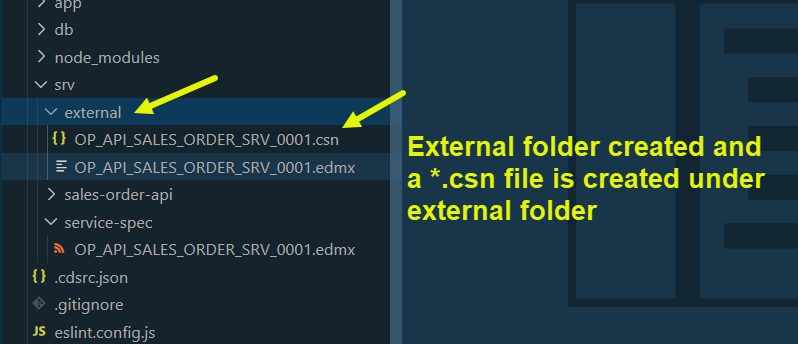 app
db
node_modules
srv
external
{} OP_API_SALES_ORDER_SRV_0001.csn
OP_API_SALES_ORDER_SRV_0001.edmx
sales-order-api
service-spec
OP_API_SALES_ORDER_SRV_0001.edmx
{} .cdsrc.json
.gitignore
JS eslint.config.js
External folder created and
a *.csn file is created under
external folder